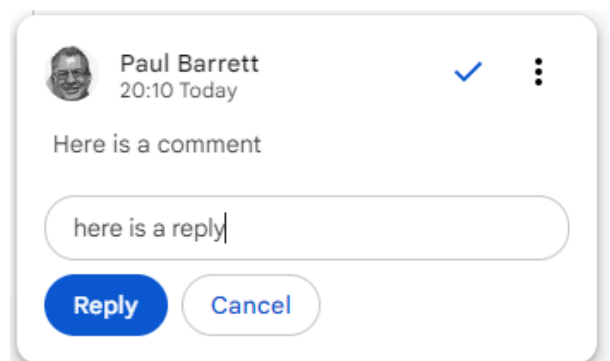 Paul Barrett
20:10 Today
Here is a comment
here is a reply
Reply Cancel